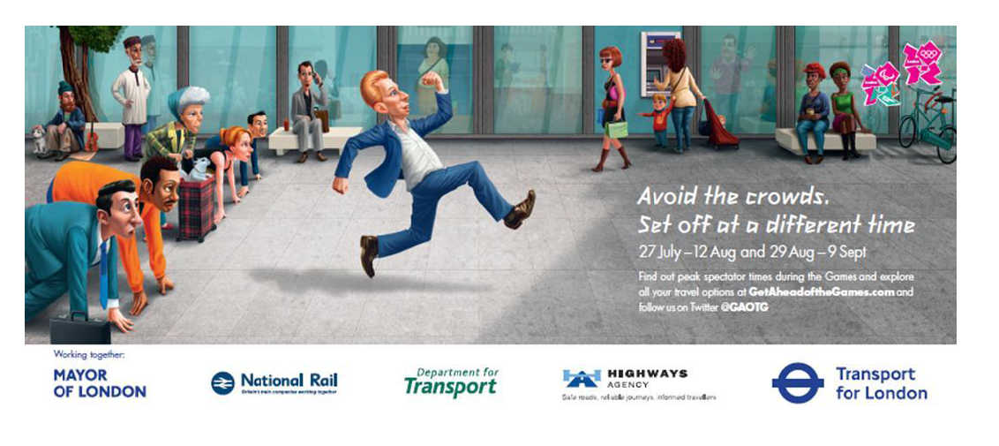 Avoid the crowds.
Set off at a different time
27 July – 12 Aug and 29 Aug – 9 Sept
Find out peak spectator times during the Games and explore
all your travel options at GetAheadoftheGames.com and
follow us on Twitter @GAOTG
Working together:
MAYOR
OF LONDON
National Rail
Britain's train companies working together
Department for
Transport
HIGHWAYS
AGENCY
Safe roads, reliable journeys, informed travellers
Transport
for London